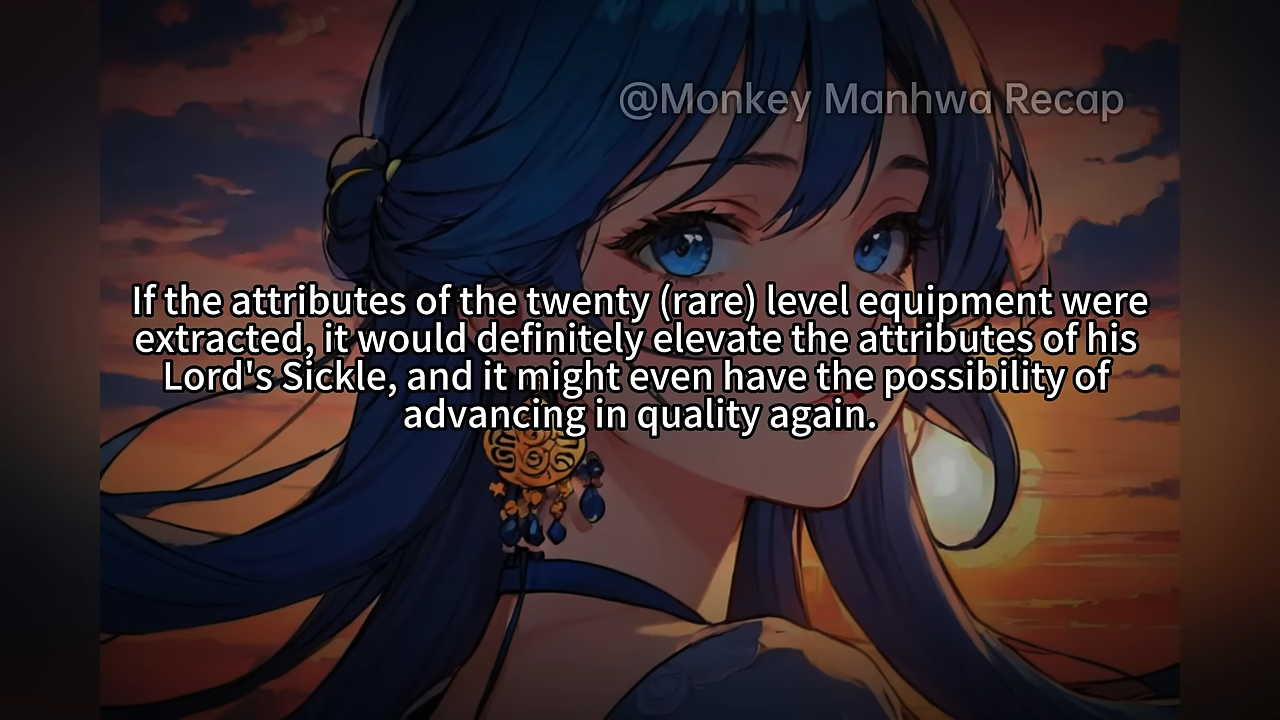 @Monkey Manhwa Recap
If the attributes of the twenty (rare) level equipment were
extracted, it would definitely elevate the attributes of his
Lord's Sickle, and it might even have the possibility of
advancing in quality again.